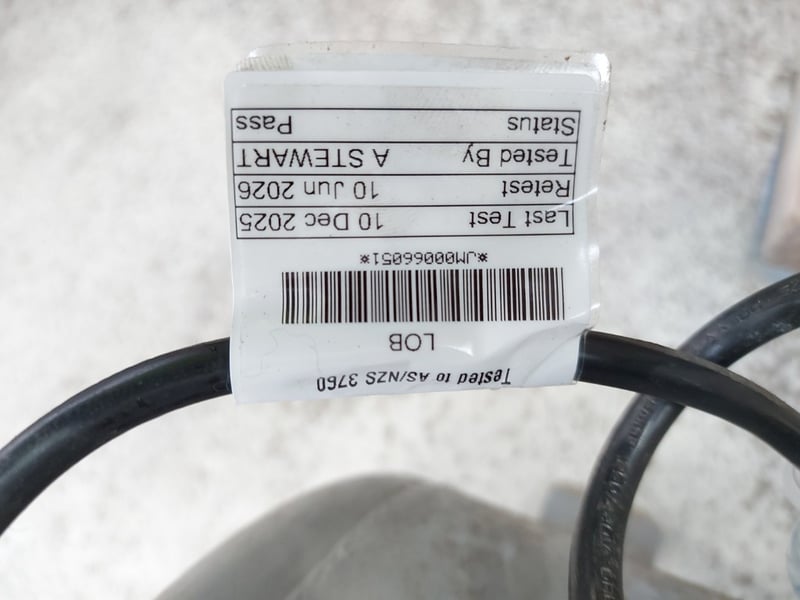 Tested to AS/NZS 3760
LOB
*JM00066051*
Last Test 10 Dec 2025
Retest 10 Jun 2026
Tested By A STEWART
Status Pass